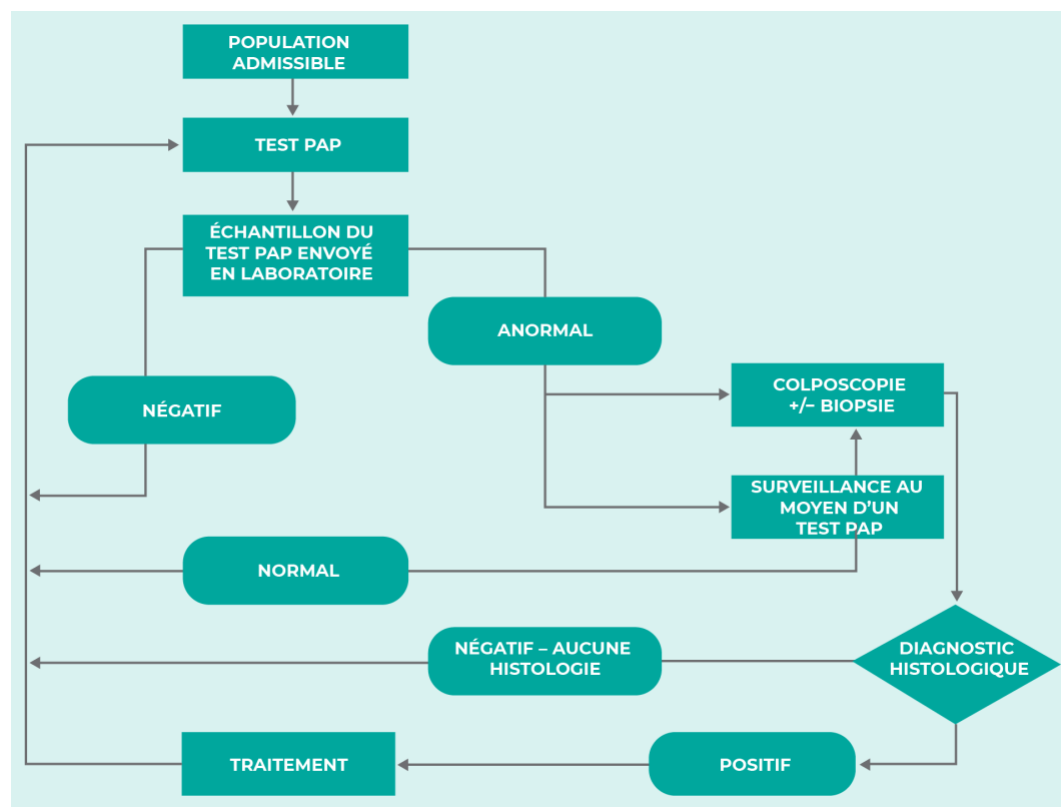 POPULATION
ADMISSIBLE
TEST PAP
ÉCHANTILLON DU
TEST PAP ENVOYÉ
EN LABORATOIRE
ANORMAL
NÉGATIF
COLPOSCOPIE
+/– BIOPSIE
SURVEILLANCE AU
MOYEN D’UN
TEST PAP
NORMAL
NÉGATIF – AUCUNE
HISTOLOGIE
DIAGNOSTIC
HISTOLOGIQUE
TRAITEMENT
POSITIF